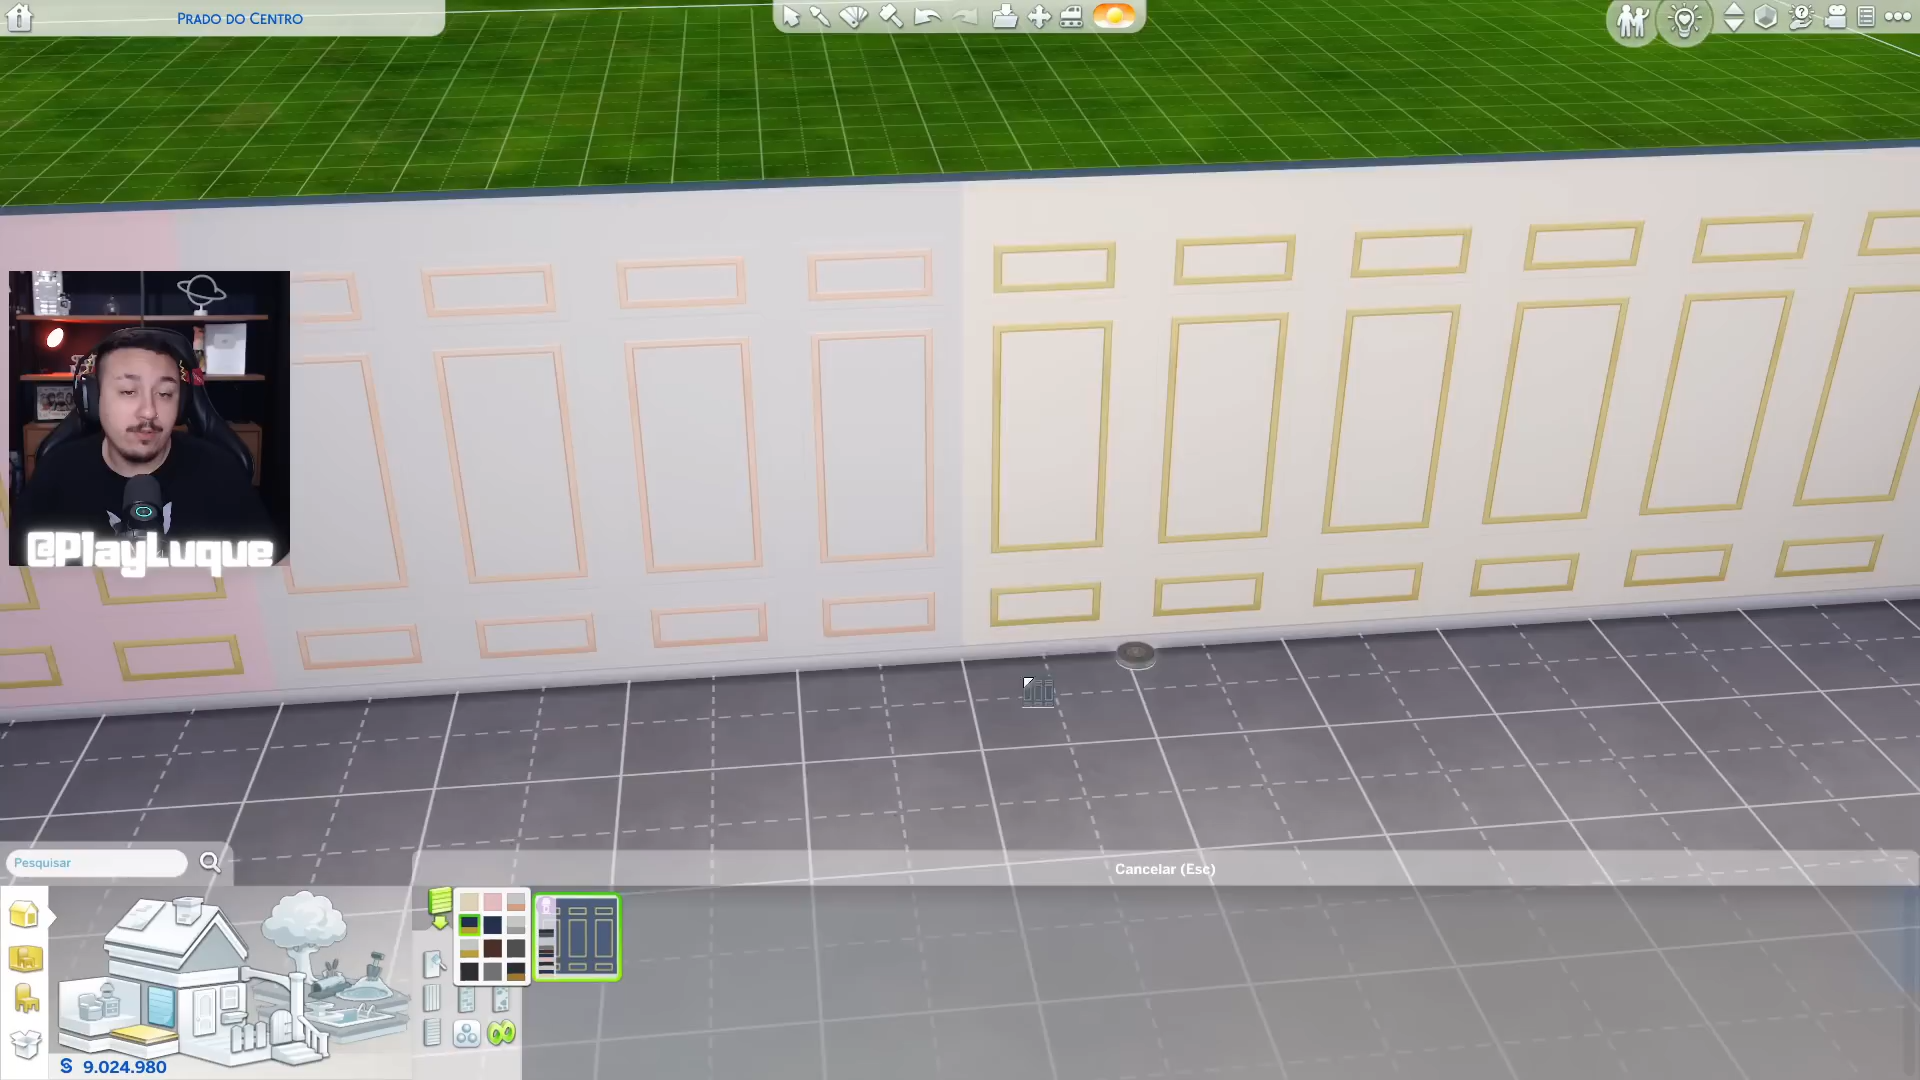 Prado do Centro
@PlayLuque
Pesquisar
Cancelar (Esc)
9.024.980